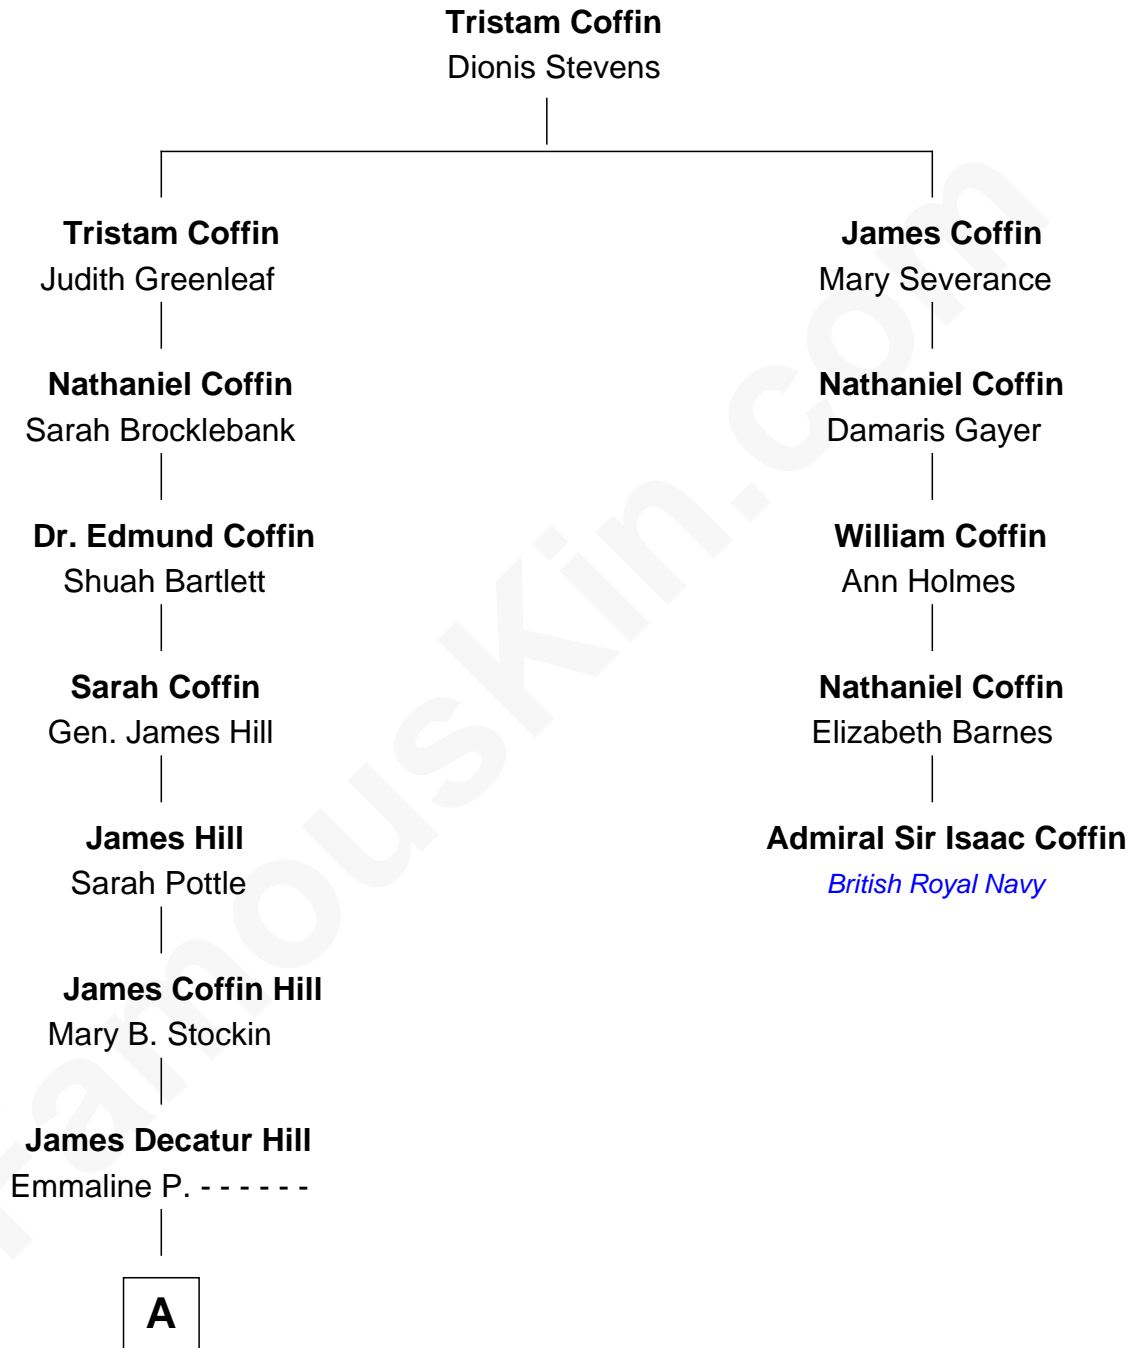 Tristam Coffin
Dionis Stevens
Tristam Coffin
Judith Greenleaf
James Coffin
Mary Severance
Nathaniel Coffin
Sarah Brocklebank
Nathaniel Coffin
Damaris Gayer
Dr. Edmund Coffin
Shuah Bartlett
William Coffin
Ann Holmes
Sarah Coffin
Gen. James Hill
Nathaniel Coffin
Elizabeth Barnes
James Hill
Sarah Pottle
Admiral Sir Isaac Coffin
British Royal Navy
James Coffin Hill
Mary B. Stockin
James Decatur Hill
Emmaline P. - - - - - -
A
FamousKin.com